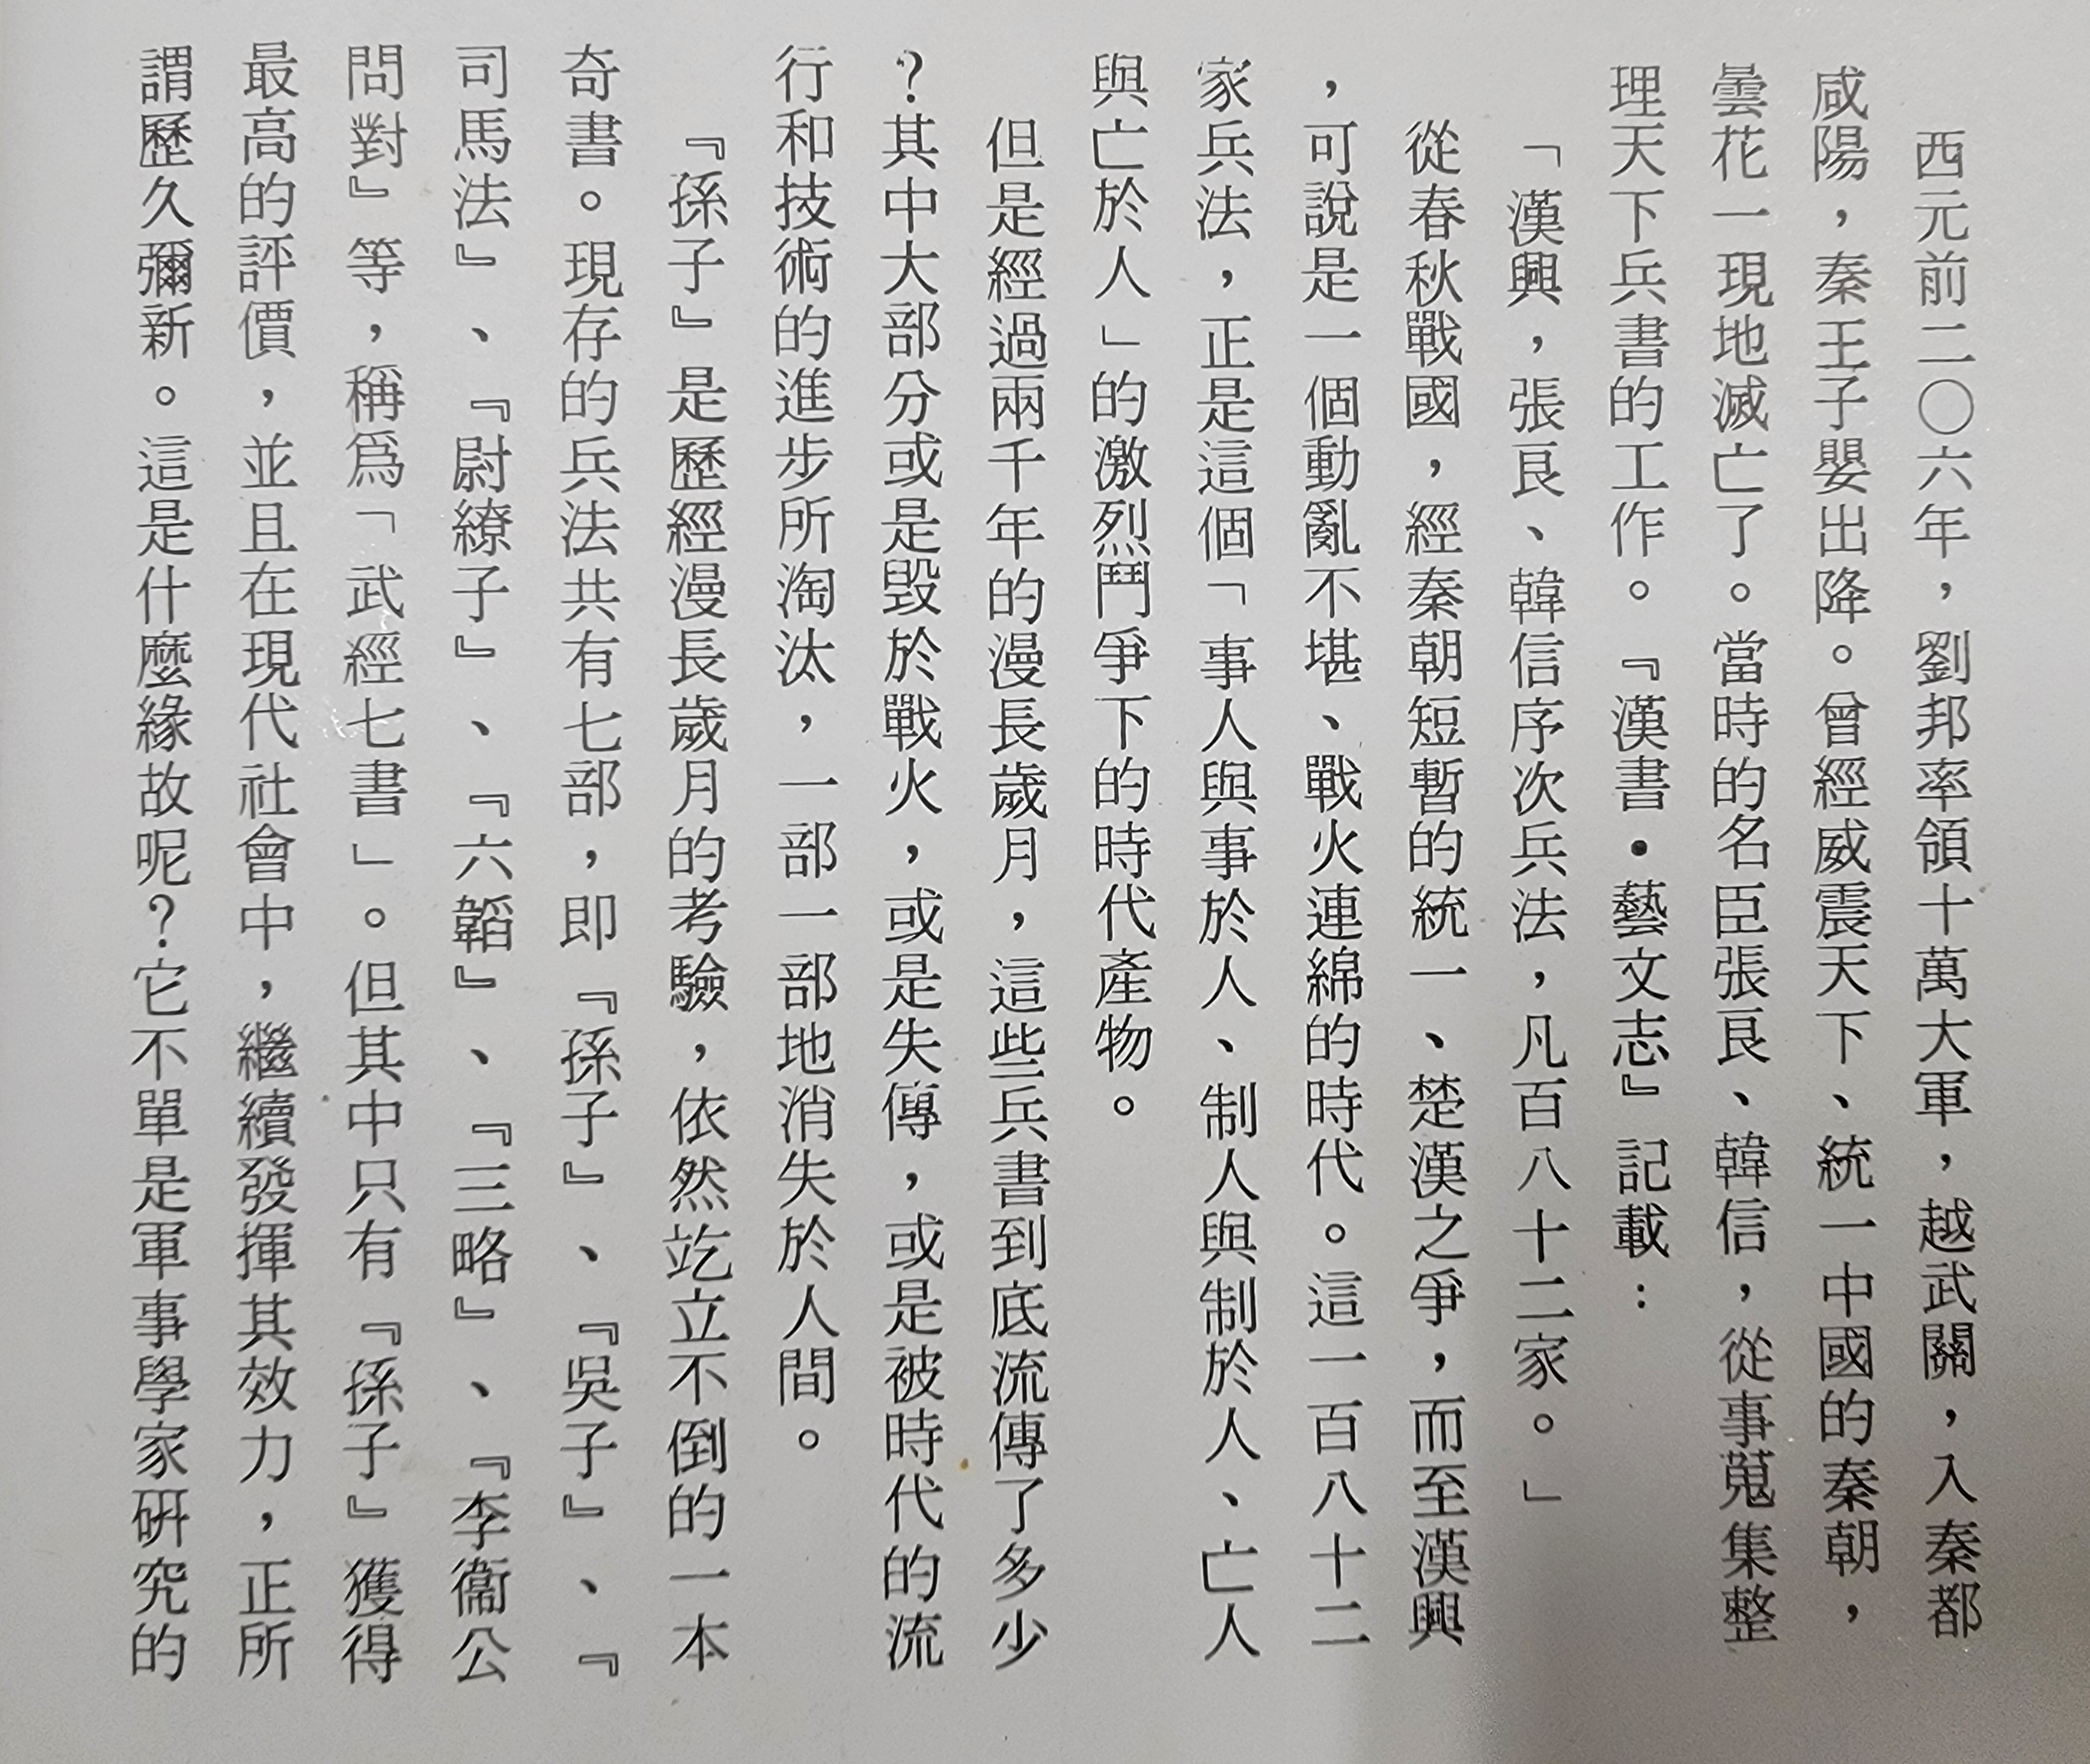 西元前二〇六年，劉邦率領十萬大軍，越武關，入秦都
咸陽，秦王子嬰出降。曾經威震天下、統一中國的秦朝，
曇花一現地滅亡了。當時的名臣張良、韓信，從事蒐集整
理天下兵書的工作。『漢書•藝文志』記載：
「漢興，張良、韓信序次兵法，凡百八十二家。」
從春秋戰國，經秦朝短暫的統一、楚漢之爭，而至漢興
，可說是一個動亂不堪、戰火連綿的時代。這一百八十二
家兵法，正是這個「事人與事於人、制人與制於人、亡人
與亡於人」的激烈鬥爭下的時代產物。
但是經過兩千年的漫長歲月，這些兵書到底流傳了多少
？其中大部分或是毀於戰火，或是失傳，或是被時代的流
行和技術的進步所淘汰，一部一部地消失於人間。
『孫子』是歷經漫長歲月的考驗，依然屹立不倒的一本
奇書。現存的兵法共有七部，即『孫子』、『吳子』、『
司馬法』、『尉繚子』、『六韜』、『三略』、『李衞公
問對』等，稱爲「武經七書」。但其中只有『孫子』獲得
最高的評價，並且在現代社會中，繼續發揮其效力，正所
謂歷久彌新。這是什麼緣故呢？它不單是軍事學家研究的